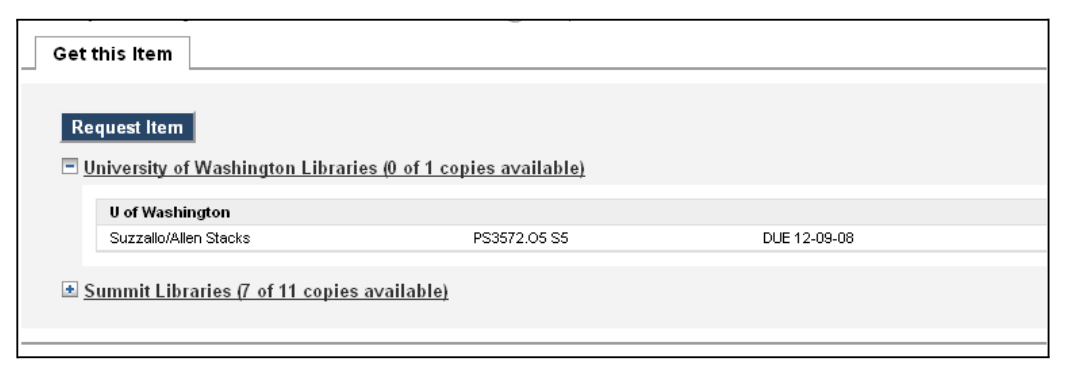 Get this Item
Request Item
University of Washington Libraries (0 of 1 copies available)
U of Washington
Suzzallo/Allen Stacks PS3572.O5 S5 DUE 12-09-08
Summit Libraries (7 of 11 copies available)